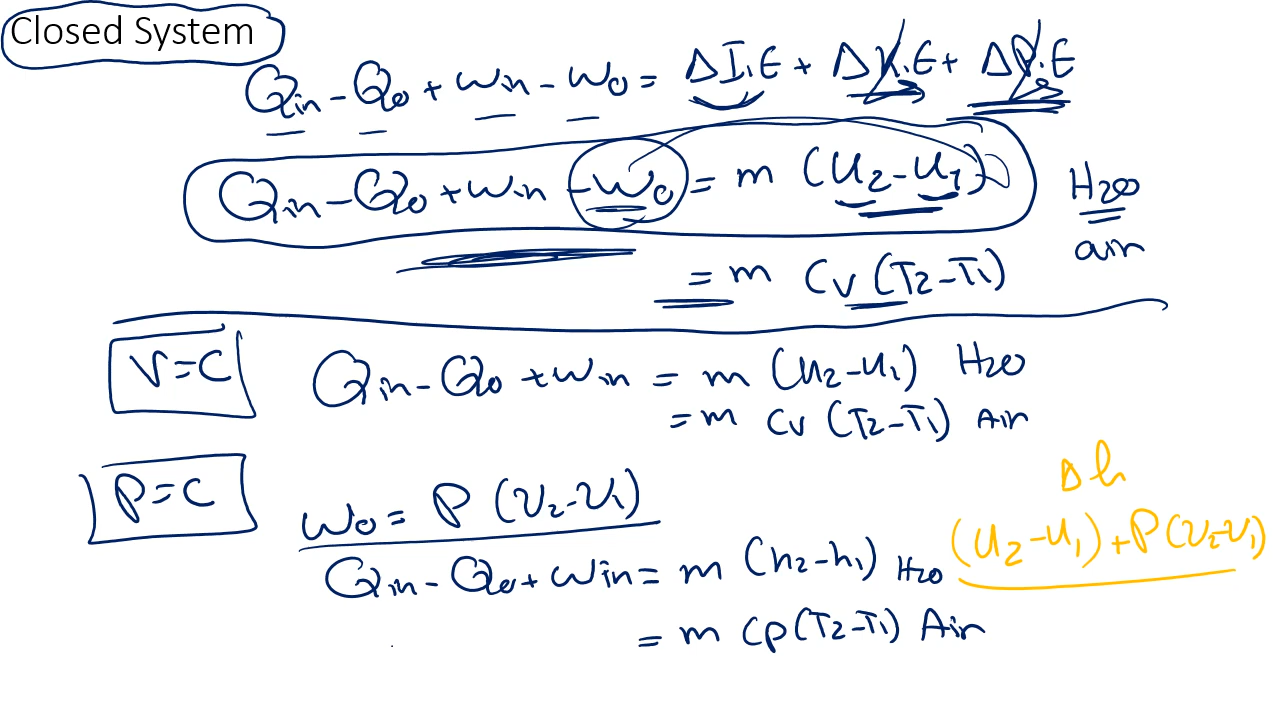 Closed System
Qin - Qo + Win - Wo = ΔI.E + ΔK.E + ΔP.E
Qin - Qo + Win - Wo = m (U2 - U1)
H2O
air
= m Cv (T2 - T1)
V = C
Qin - Qo + Win = m (U2 - U1) H2O
= m Cv (T2 - T1) Air
P = C
Wo = P (V2 - V1)
Δh
(U2 - U1) + P (V2 - V1)
Qin - Qo + Win = m (h2 - h1) H2O
= m Cp (T2 - T1) Air